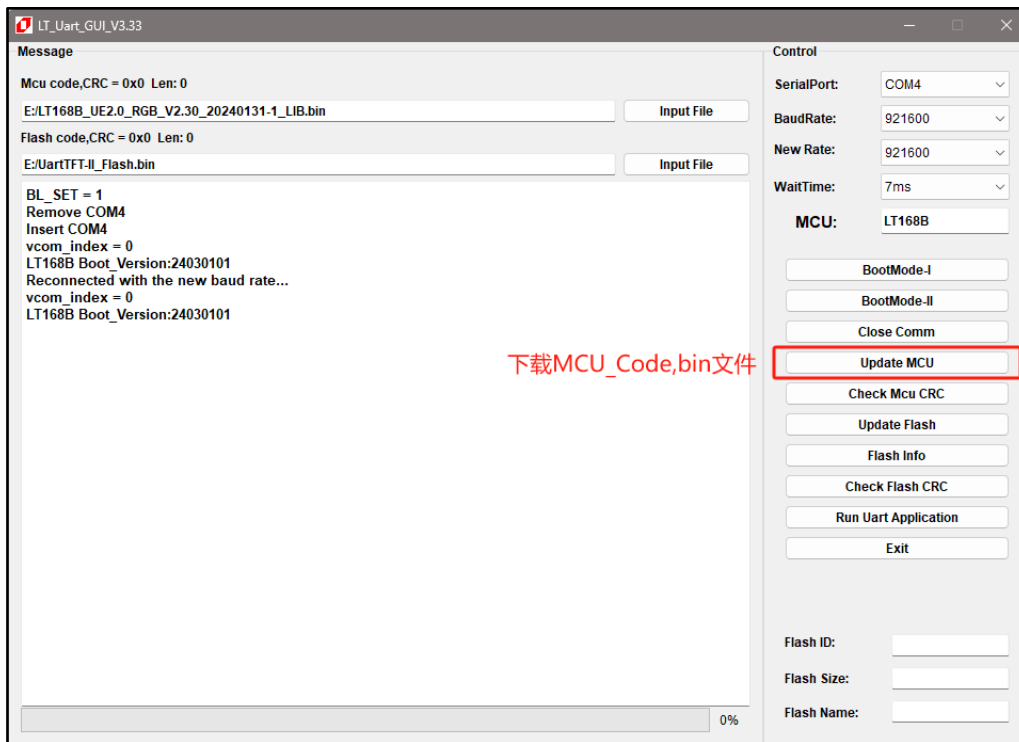 LT_Uart_GUI_V3.33
Message
Mcu code,CRC = 0x0 Len: 0
E:/LT168B_UE2.0_RGB_V2.30_20240131-1_LIB.bin
Input File
Flash code,CRC = 0x0 Len: 0
E:/UartTFT-II_Flash.bin
Input File
BL_SET = 1
Remove COM4
Insert COM4
vcom_index = 0
LT168B Boot_Version:24030101
Reconnected with the new baud rate...
vcom_index = 0
LT168B Boot_Version:24030101
下载MCU_Code,bin文件
0%
Control
SerialPort: COM4
BaudRate: 921600
New Rate: 921600
WaitTime: 7ms
MCU: LT168B
BootMode-I
BootMode-II
Close Comm
Update MCU
Check Mcu CRC
Update Flash
Flash Info
Check Flash CRC
Run Uart Application
Exit
Flash ID:
Flash Size:
Flash Name: